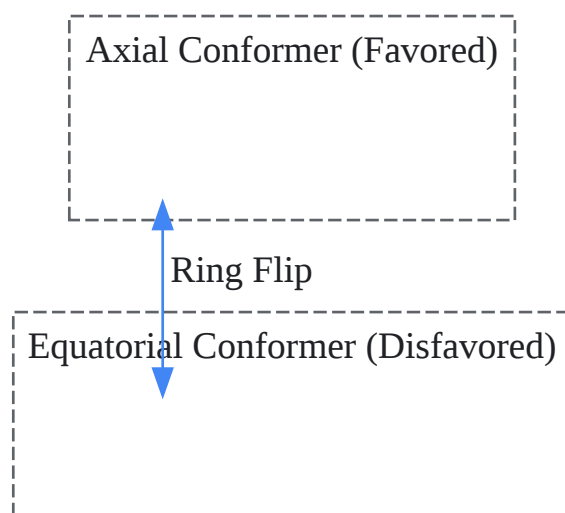 Axial Conformer (Favored)
Ring Flip
Equatorial Conformer (Disfavored)